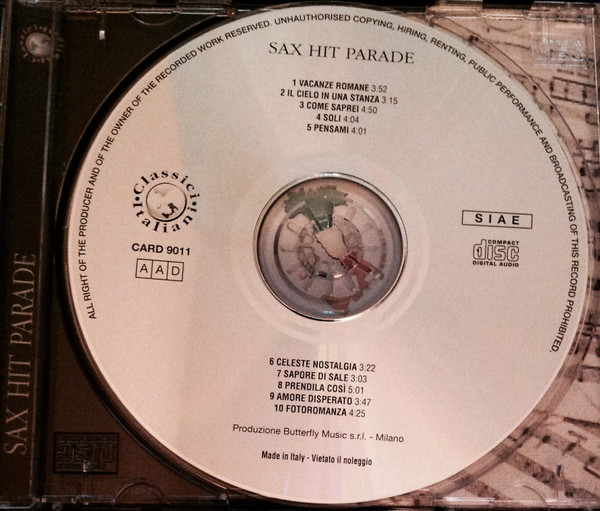 SAX HIT PARADE
ALL RIGHT OF THE PRODUCER AND OF THE OWNER OF THE RECORDED WORK RESERVED. UNAUTHORISED COPYING, HIRING, RENTING, PUBLIC PERFORMANCE AND BROADCASTING OF THIS RECORD PROHIBITED.
SAX HIT PARADE
1 VACANZE ROMANE 3:52
2 IL CIELO IN UNA STANZA 3:15
3 COME SAPREI 4:50
4 SOLI 4:04
5 PENSAMI 4:01
Classici
Italiani
CARD 9011
AAD
SIAE
COMPACT
disc
DIGITAL AUDIO
6 CELESTE NOSTALGIA 3:22
7 SAPORE DI SALE 3:03
8 PRENDILA COSÌ 5:01
9 AMORE DISPERATO 3:47
10 FOTOROMANZA 4:25
Produzione Butterfly Music s.r.l. - Milano
Made in Italy - Vietato il noleggio